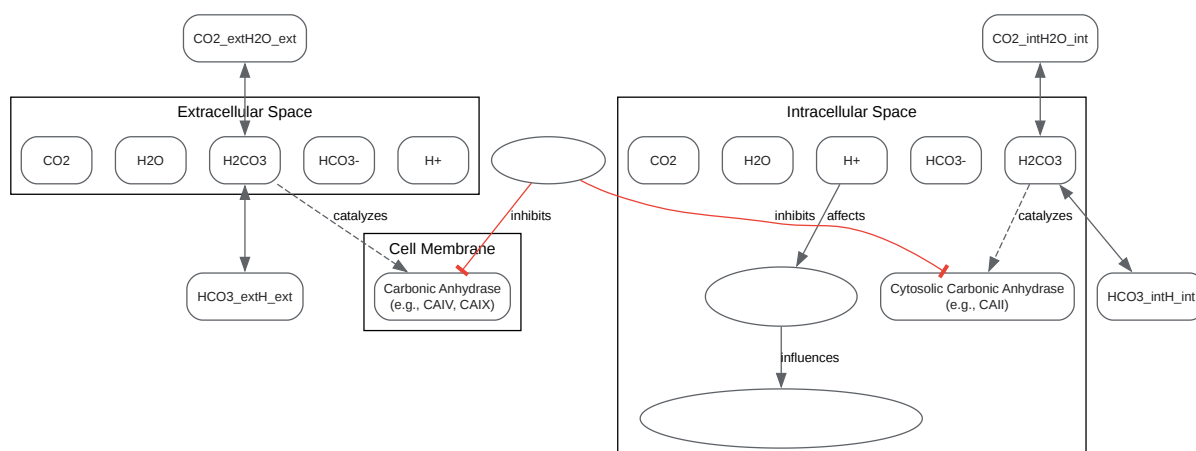 CO2_extH2O_ext
CO2_intH2O_int
Extracellular Space
Intracellular Space
CO2
H2O
H2CO3
HCO3-
H+
CO2
H2O
H+
HCO3-
H2CO3
catalyzes
inhibits
inhibits
affects
catalyzes
Cell Membrane
HCO3_extH_ext
Carbonic Anhydrase
(e.g., CAIV, CAIX)
Cytosolic Carbonic Anhydrase
(e.g., CAII)
HCO3_intH_int
influences